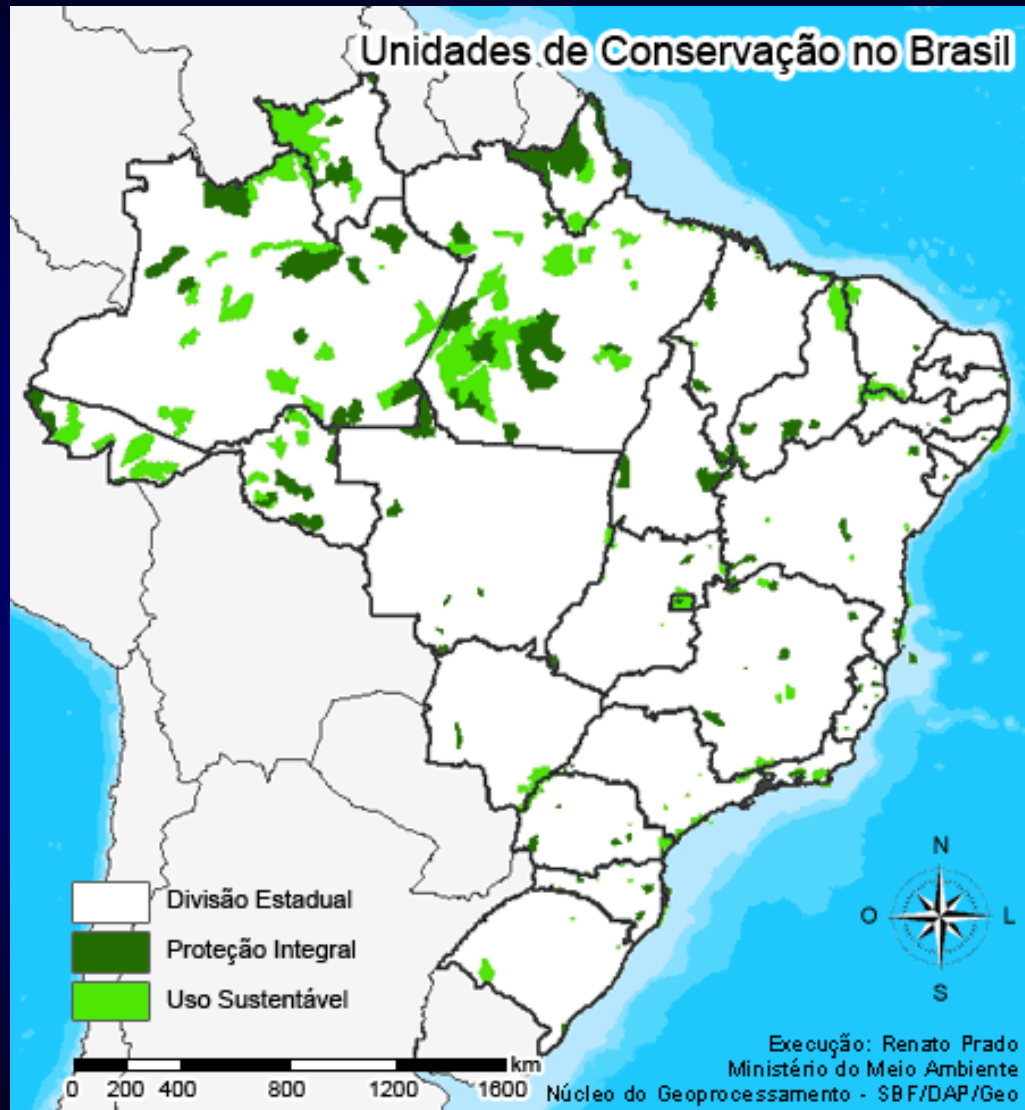 Unidades de Conservação no Brasil
Divisão Estadual
Proteção Integral
Uso Sustentável
N
O L
S
km
0 200 400 800 1200 1600
Execução: Renato Prado
Ministério do Meio Ambiente
Núcleo do Geoprocessamento - SBF/DAP/Geo